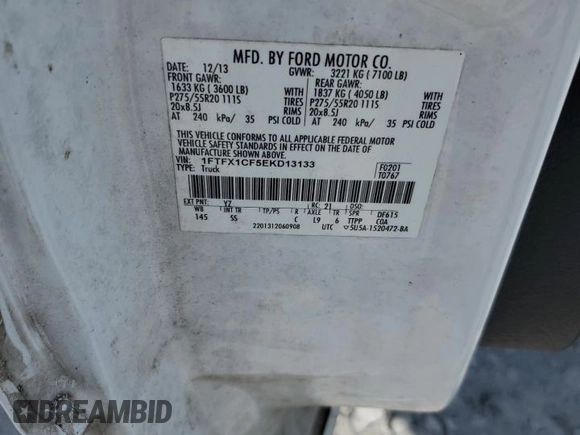 MFD. BY FORD MOTOR CO.
DATE: 12/13 GVWR: 3221 KG ( 7100 LB)
FRONT GAWR: REAR GAWR:
1633 KG ( 3600 LB) WITH 1837 KG ( 4050 LB) WITH
P275/55R20 111S TIRES P275/55R20 111S TIRES
20x8.5J RIMS 20x8.5J RIMS
AT 240 kPa/ 35 PSI COLD AT 240 kPa/ 35 PSI COLD
THIS VEHICLE CONFORMS TO ALL APPLICABLE FEDERAL MOTOR
VEHICLE SAFETY STANDARDS IN EFFECT ON THE DATE OF
MANUFACTURE SHOWN ABOVE.
VIN: 1FTFX1CF5EKD13133 F0201
TYPE: Truck T0767
EXT PNT: YZ RC: 21 DSO: DF
WB INT TR TP/PS R AXLE TR SPR DF615
145 SS C L9 6 TTPP COA
2201312060908 UTC 5U5A-1520472-BA
DREAMBID